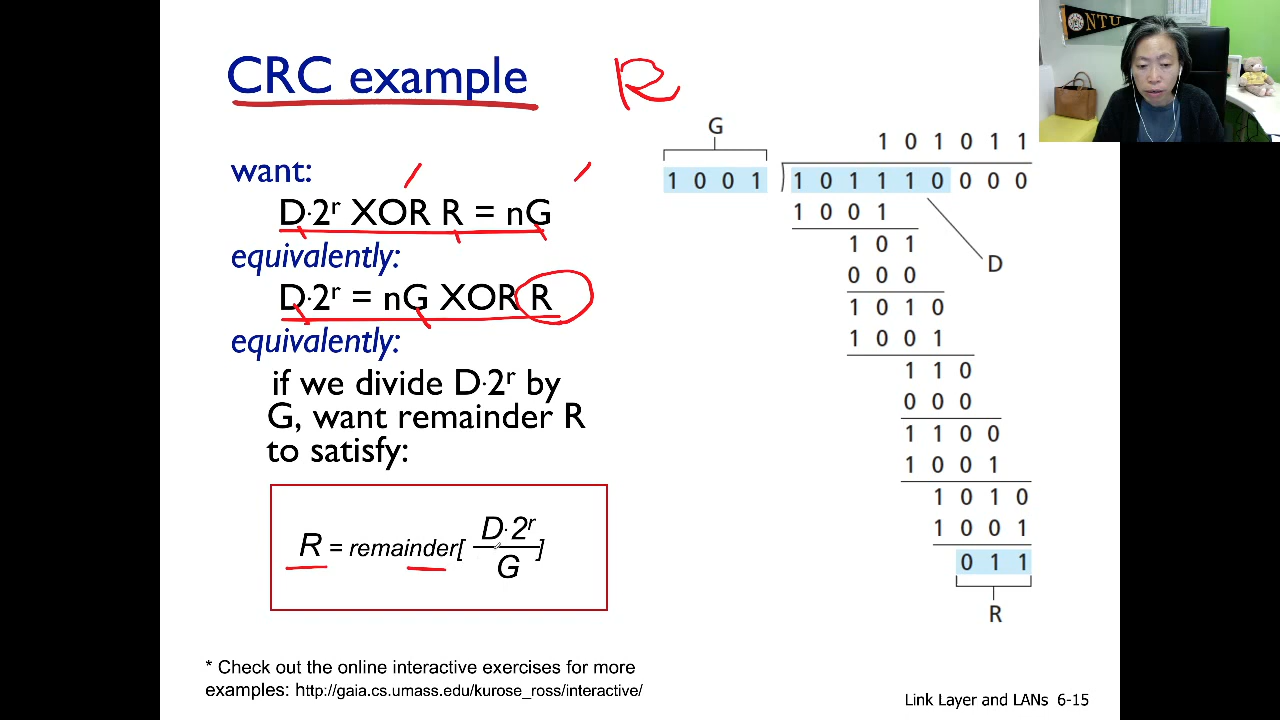 CRC example
R
NTU
want:
D·2ʳ XOR R = nG
equivalently:
D·2ʳ = nG XOR R
equivalently:
if we divide D·2ʳ by
G, want remainder R
to satisfy:
R = remainder[ D·2ʳ / G ]
* Check out the online interactive exercises for more
examples: http://gaia.cs.umass.edu/kurose_ross/interactive/
G
1 0 1 0 1 1
1 0 0 1 ) 1 0 1 1 1 0 0 0 0
1 0 0 1
1 0 1
D
0 0 0
1 0 1 0
1 0 0 1
1 1 0
0 0 0
1 1 0 0
1 0 0 1
1 0 1 0
1 0 0 1
0 1 1
R
Link Layer and LANs 6-15